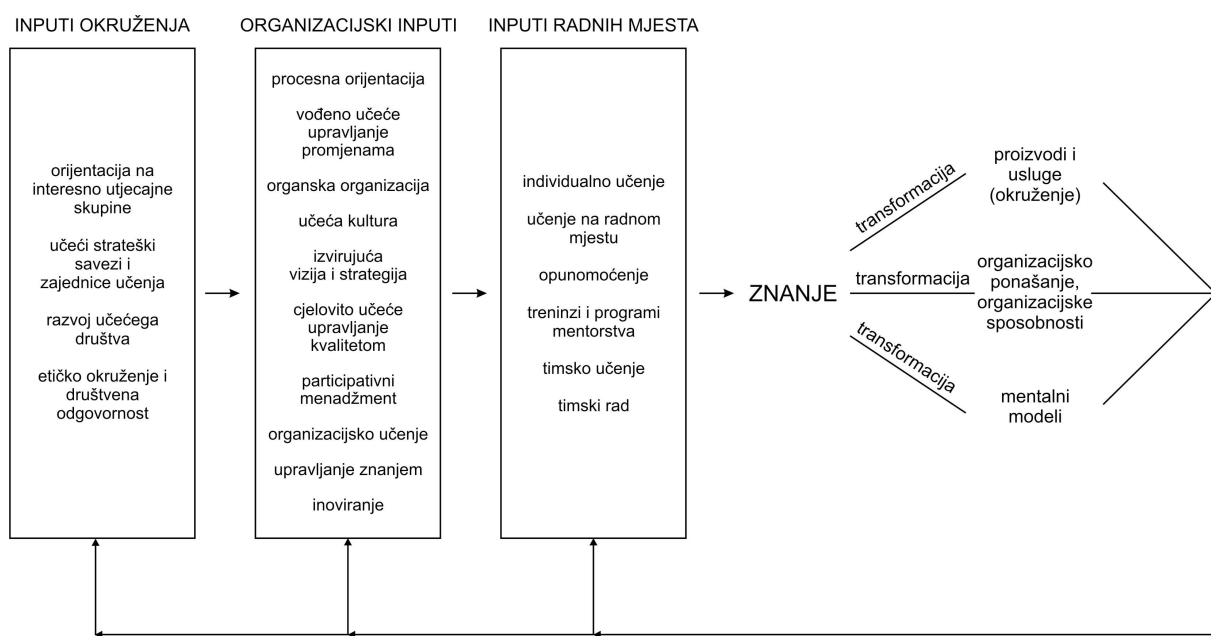 INPUTI OKRUŽENJA
orijentacija na
interesno utjecajne
skupine
učeći strateški
savezi i
zajednice učenja
razvoj učećega
društva
etičko okruženje i
društvena
odgovornost
ORGANIZACIJSKI INPUTI
procesna orijentacija
vođeno učeće
upravljanje
promjenama
organska organizacija
učeća kultura
izvirujuća
vizija i strategija
cjelovito učeće
upravljanje
kvalitetom
participativni
menadžment
organizacijsko učenje
upravljanje znanjem
inoviranje
INPUTI RADNIH MJESTA
individualno učenje
učenje na radnom
mjestu
opunomoćenje
treninzi i programi
mentorstva
timsko učenje
timski rad
ZNANJE
transformacija
proizvodi i
usluge
(okruženje)
transformacija
organizacijsko
ponašanje,
organizacijske
sposobnosti
transformacija
mentalni
modeli